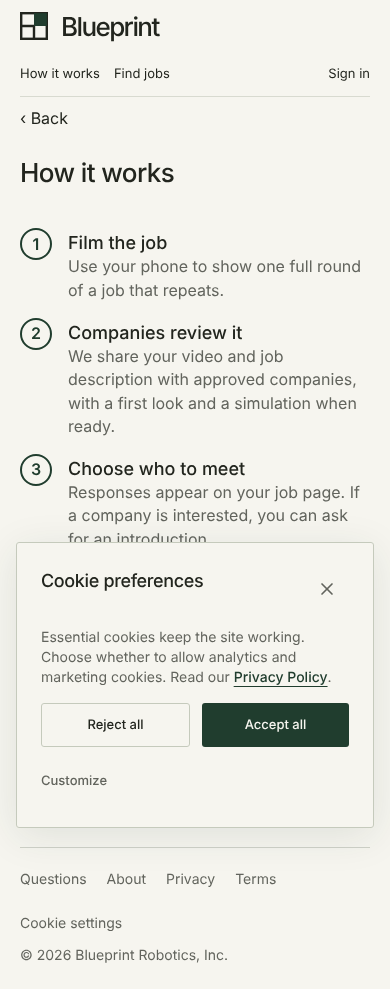 Blueprint
How it works Find jobs Sign in
‹ Back
How it works
1 Film the job
Use your phone to show one full round
of a job that repeats.
2 Companies review it
We share your video and job
description with approved companies,
with a first look and a simulation when
ready.
3 Choose who to meet
Responses appear on your job page. If
a company is interested, you can ask
for an introduction
Cookie preferences
Essential cookies keep the site working.
Choose whether to allow analytics and
marketing cookies. Read our Privacy Policy.
Reject all Accept all
Customize
Questions About Privacy Terms
Cookie settings
© 2026 Blueprint Robotics, Inc.